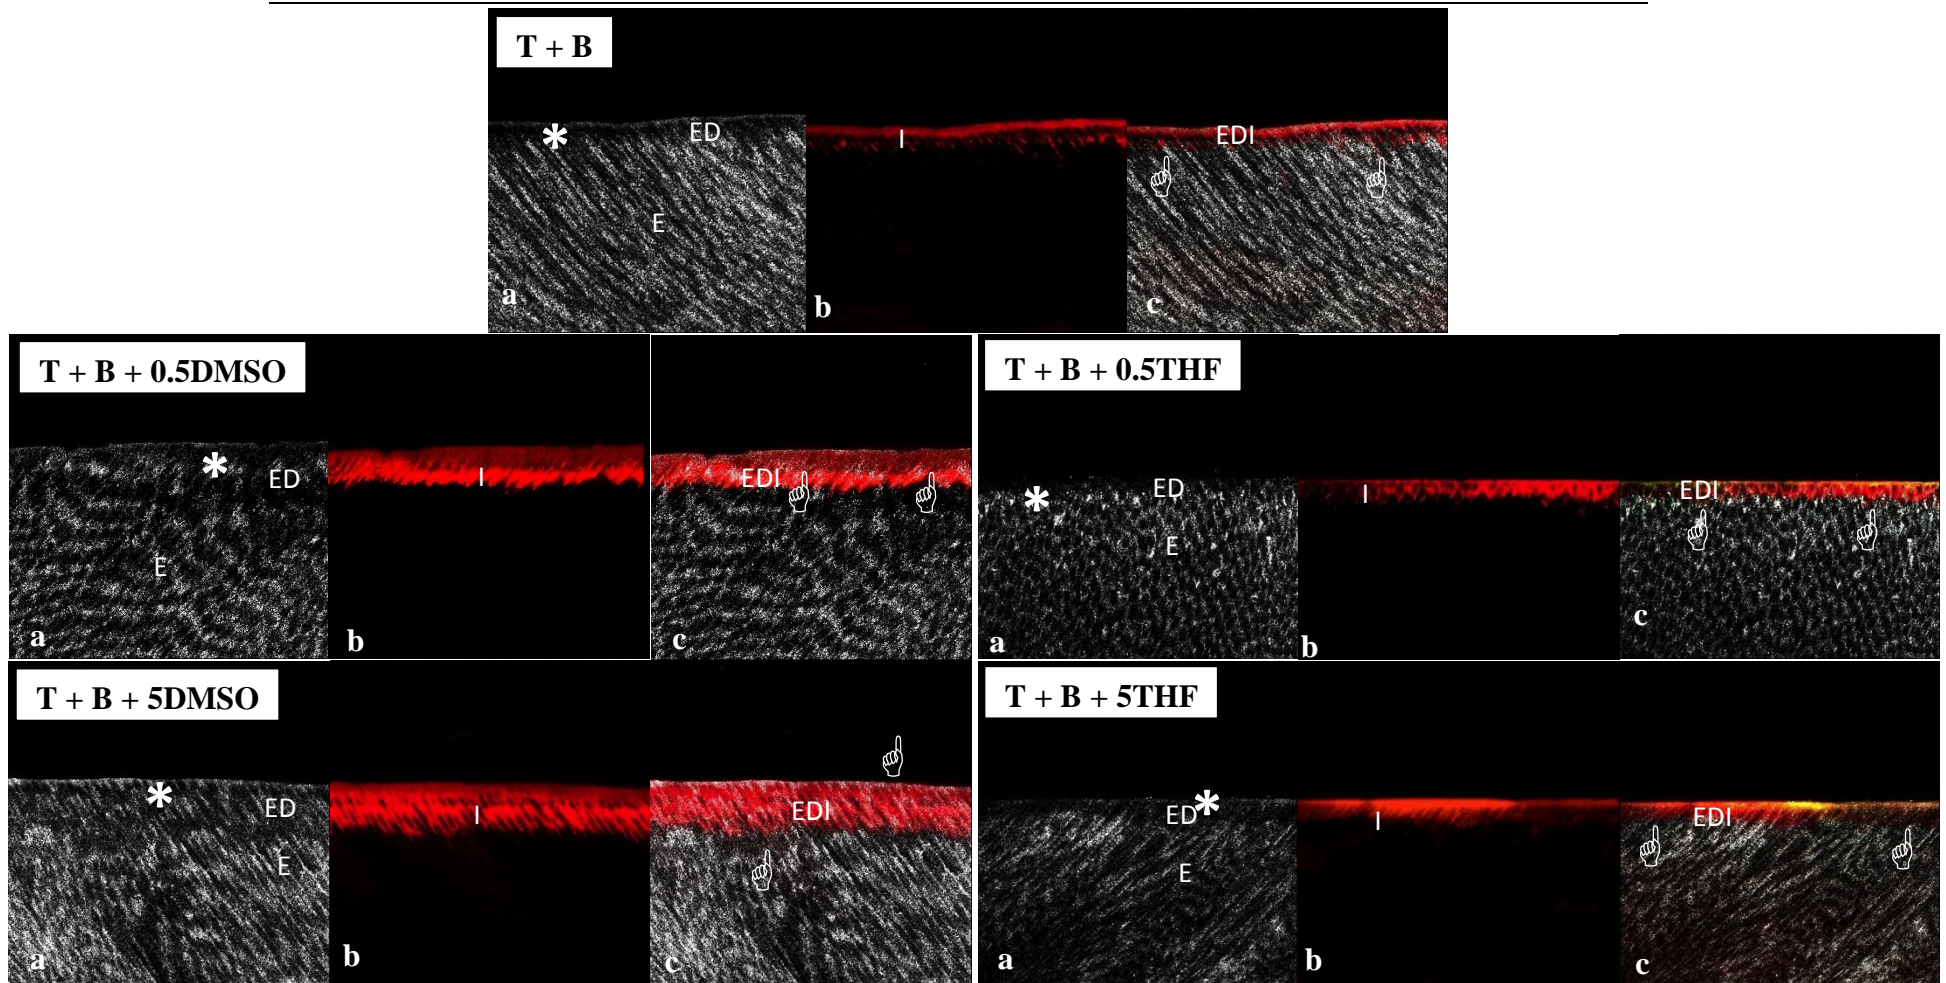 T + B
ED
E
a
I
b
EDI
c
T + B + 0.5DMSO
ED
E
a
I
b
EDI
c
T + B + 0.5THF
ED
E
a
I
b
EDI
c
T + B + 5DMSO
ED
E
a
I
b
EDI
c
T + B + 5THF
ED
E
a
I
b
EDI
c